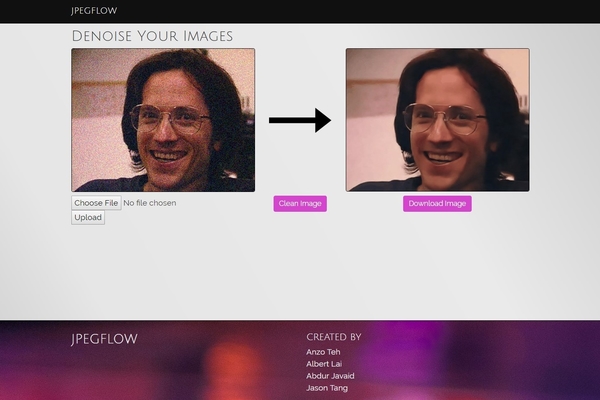 JPEGFLOW
Denoise Your Images
Choose File No file chosen
Clean Image
Download Image
Upload
JPEGFLOW
CREATED BY
Anzo Teh
Albert Lai
Abdur Javaid
Jason Tang